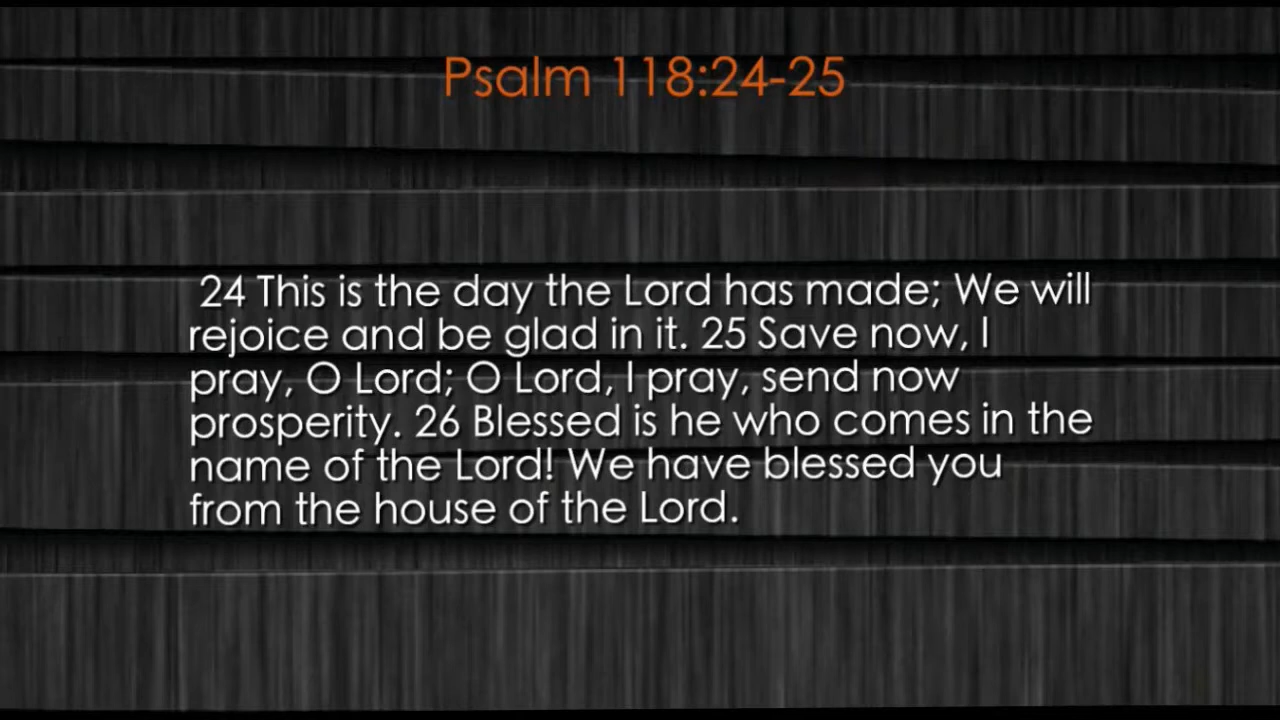 Psalm 118:24-25
24 This is the day the Lord has made; We will
rejoice and be glad in it. 25 Save now, I
pray, O Lord; O Lord, I pray, send now
prosperity. 26 Blessed is he who comes in the
name of the Lord! We have blessed you
from the house of the Lord.